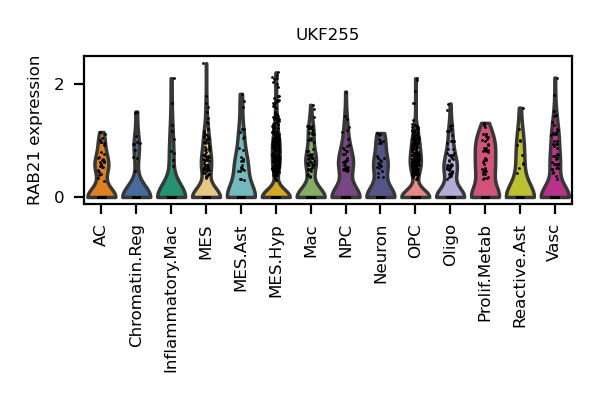 UKF255
RAB21 expression
2
0
AC
Chromatin.Reg
Inflammatory.Mac
MES
MES.Ast
MES.Hyp
Mac
NPC
Neuron
OPC
Oligo
Prolif.Metab
Reactive.Ast
Vasc